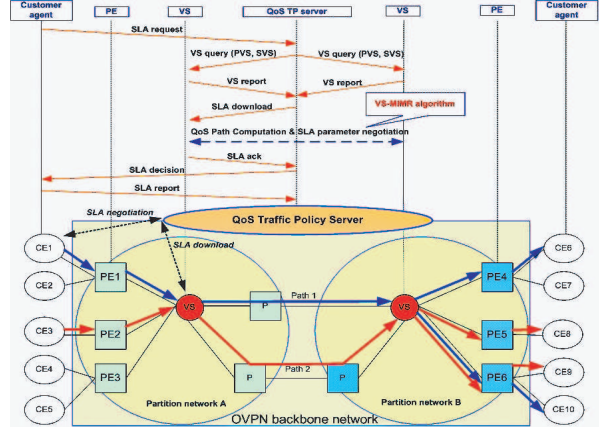 Customer agent
PE
VS
QoS TP server
VS
PE
Customer agent
SLA request
VS query (PVS, SVS)
VS query (PVS, SVS)
VS report
VS report
SLA download
VS-MIMR algorithm
QoS Path Computation & SLA parameter negotiation
SLA ack
SLA decision
SLA report
QoS Traffic Policy Server
SLA negotiation
SLA download
CE1
CE2
CE3
CE4
CE5
PE1
PE2
PE3
VS
P
Path 1
P
Path 2
P
VS
PE4
PE5
PE6
CE6
CE7
CE8
CE9
CE10
Partition network A
Partition network B
OVPN backbone network